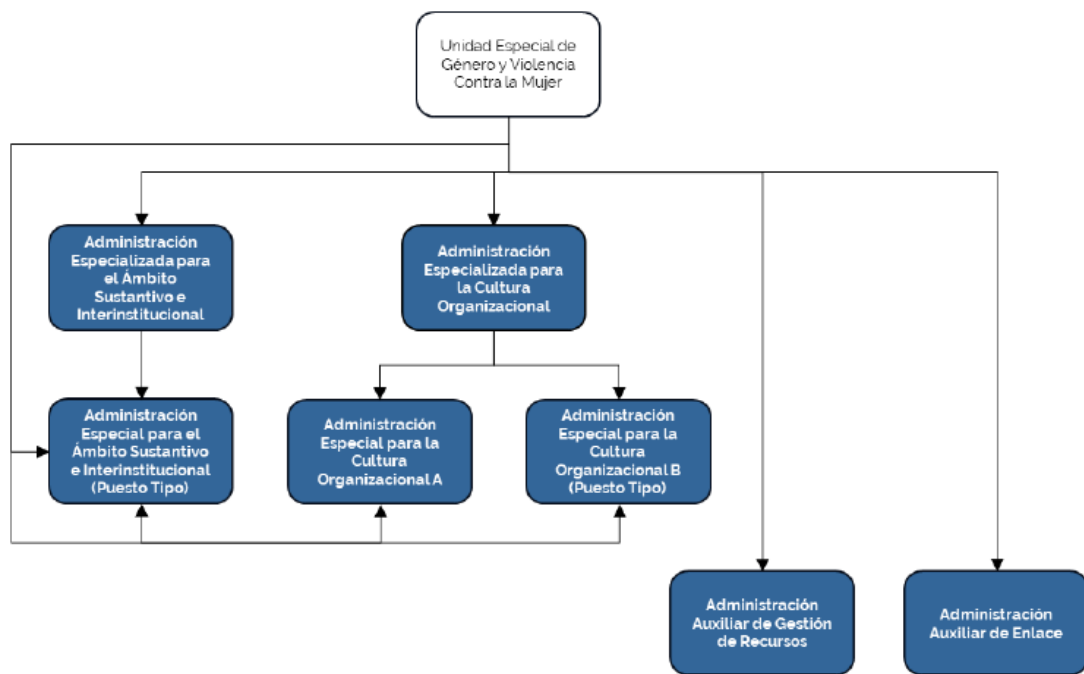 Unidad Especial de
Género y Violencia
Contra la Mujer
Administración
Especializada para
el Ámbito
Sustantivo e
Interinstitucional
Administración
Especializada para
la Cultura
Organizacional
Administración
Especial para el
Ámbito Sustantivo
e Interinstitucional
(Puesto Tipo)
Administración
Especial para la
Cultura
Organizacional A
Administración
Especial para la
Cultura
Organizacional B
(Puesto Tipo)
Administración
Auxiliar de Gestión
de Recursos
Administración
Auxiliar de Enlace